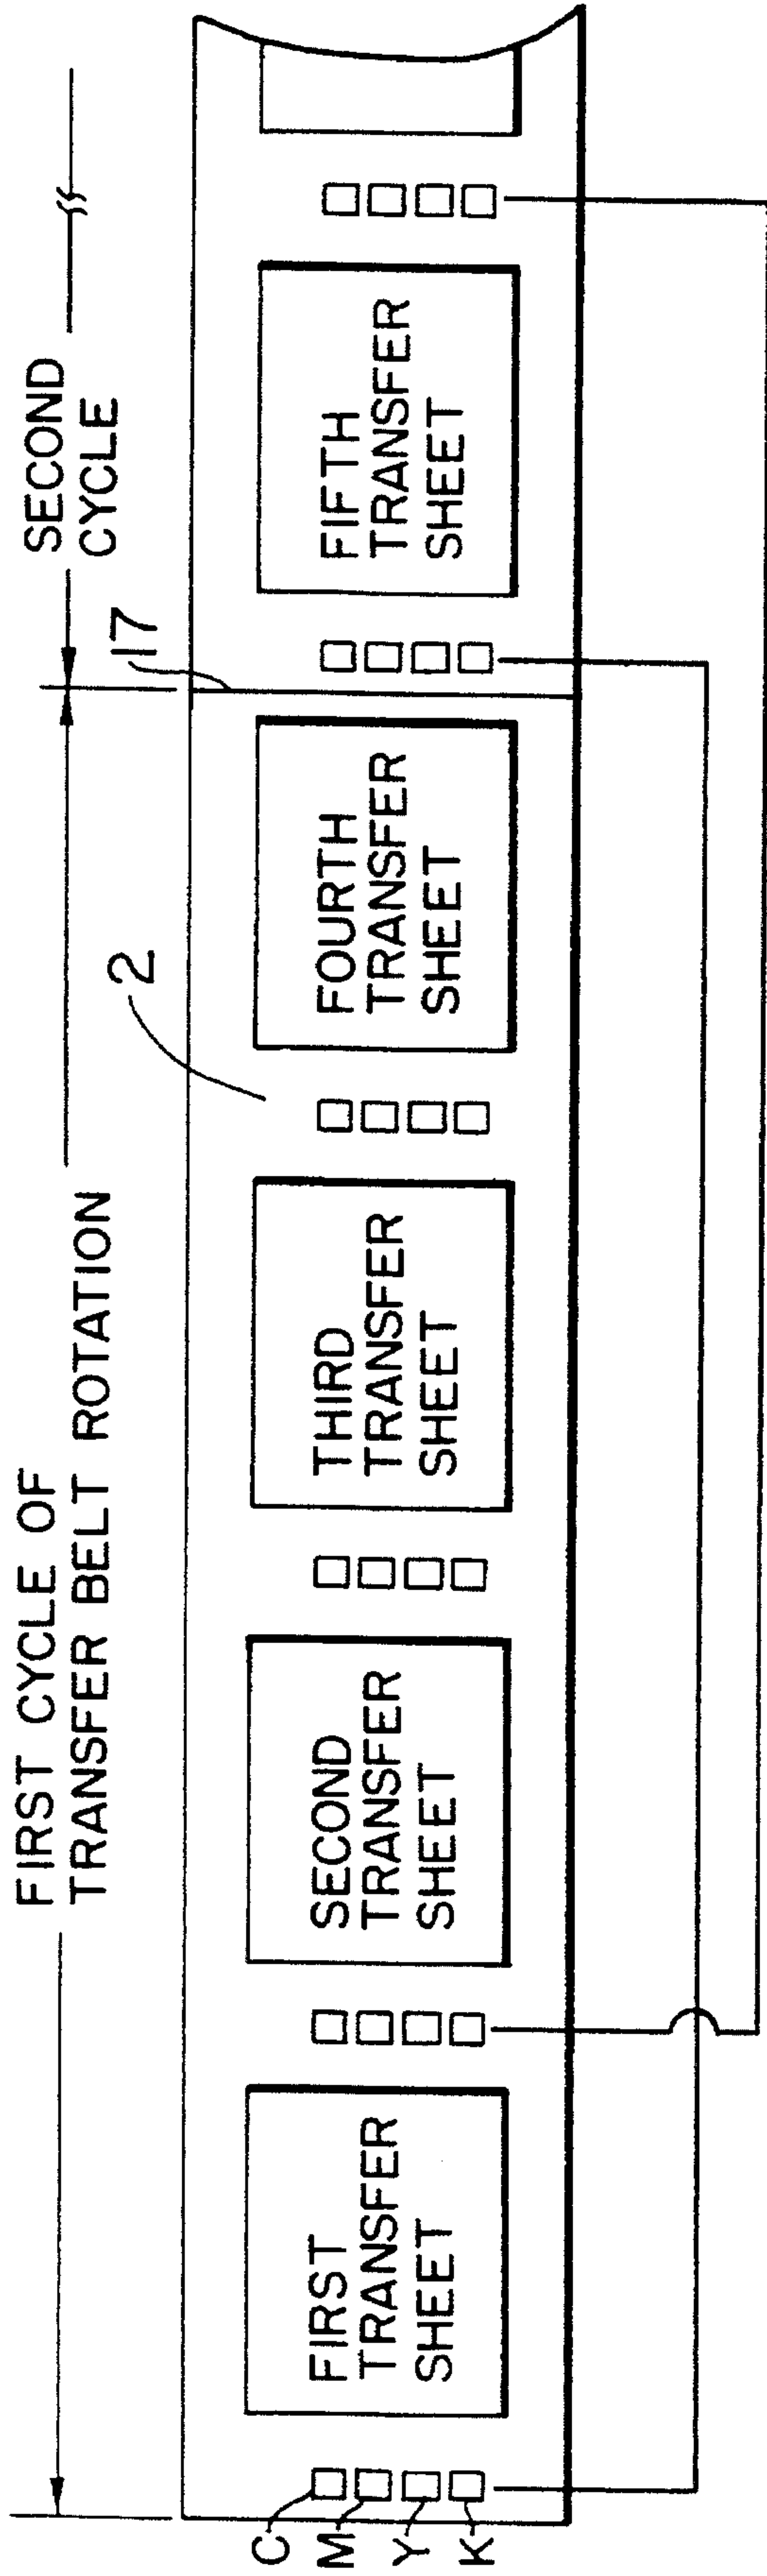 FIRST CYCLE OF
TRANSFER BELT ROTATION
SECOND
CYCLE
2
17
C
M
Y
K
FIRST
TRANSFER
SHEET
SECOND
TRANSFER
SHEET
THIRD
TRANSFER
SHEET
FOURTH
TRANSFER
SHEET
FIFTH
TRANSFER
SHEET